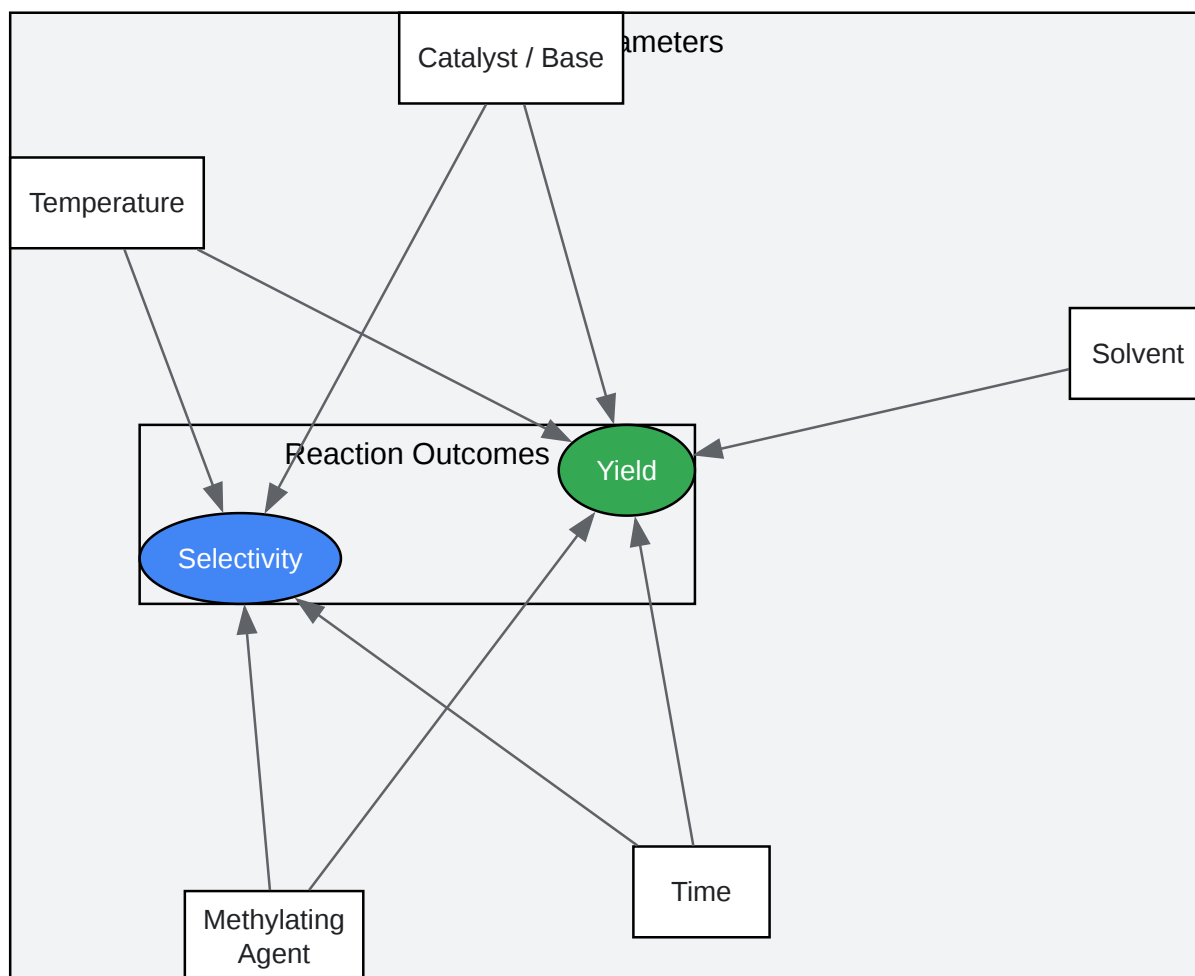 Catalyst / Base
ameters
Temperature
Solvent
Reaction Outcomes
Yield
Selectivity
Time
Methylating
Agent